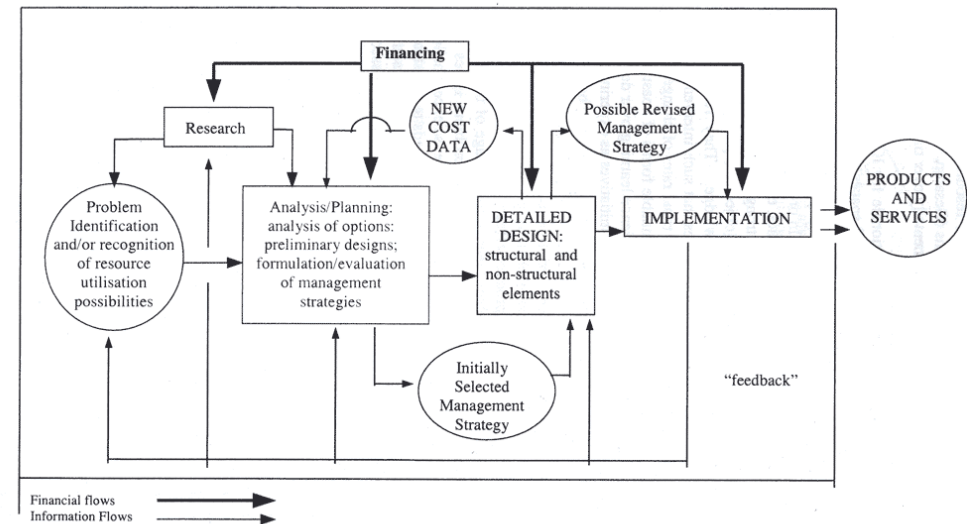 Financing
Research
NEW
COST
DATA
Possible Revised
Management
Strategy
PRODUCTS
AND
SERVICES
Problem
Identification
and/or recognition
of resource
utilisation
possibilities
Analysis/Planning:
analysis of options:
preliminary designs;
formulation/evaluation
of management
strategies
DETAILED
DESIGN:
structural and
non-structural
elements
IMPLEMENTATION
Initially
Selected
Management
Strategy
“feedback”
Financial flows
Information Flows